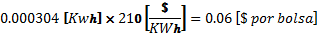 0.000304 [Kwh] × 210 [$/KWh] = 0.06 [$ por bolsa]